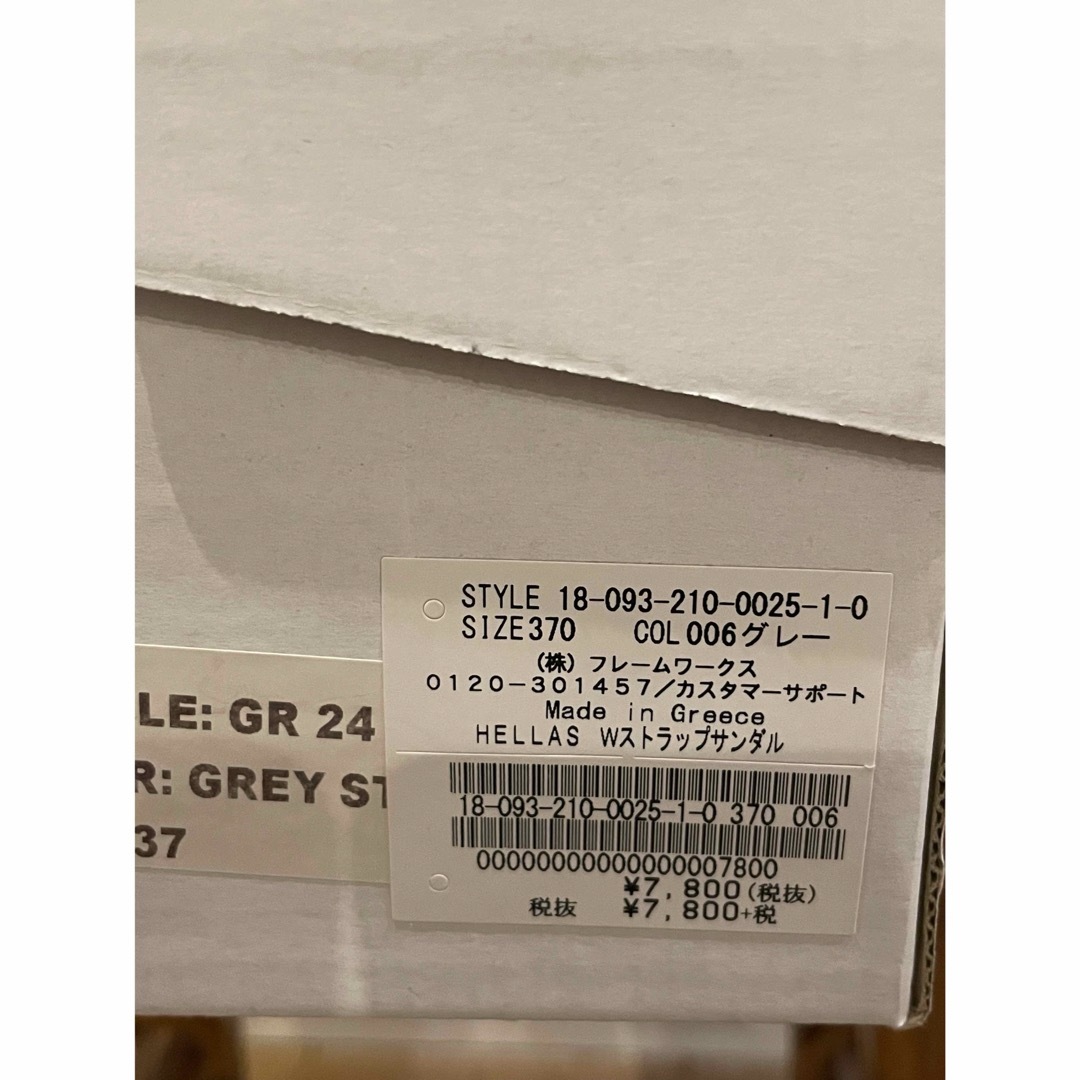 STYLE 18-093-210-0025-1-0
SIZE370 COL006グレー
(株) フレームワークス
0120-301457/カスタマーサポート
Made in Greece
HELLAS Wストラップサンダル
18-093-210-0025-1-0 370 006
00000000000000007800
¥7,800(税抜)
税抜 ¥7,800+税
LE: GR 24
R: GREY ST
37